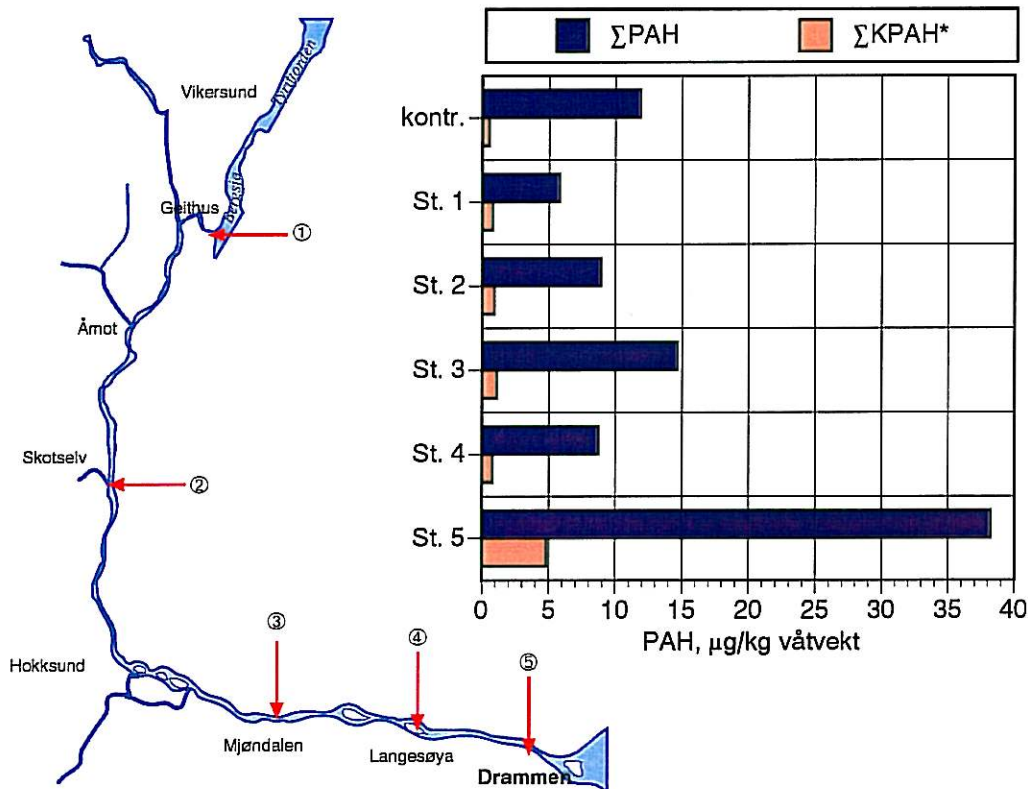 ∑PAH
∑KPAH*
Tyrifjorden
Vikersund
Bergsjø
Geithus
①
Åmot
Skotselv
②
Hokksund
③
Mjøndalen
④
Langesøya
⑤
Drammen
kontr.
St. 1
St. 2
St. 3
St. 4
St. 5
0 5 10 15 20 25 30 35 40
PAH, µg/kg våtvekt